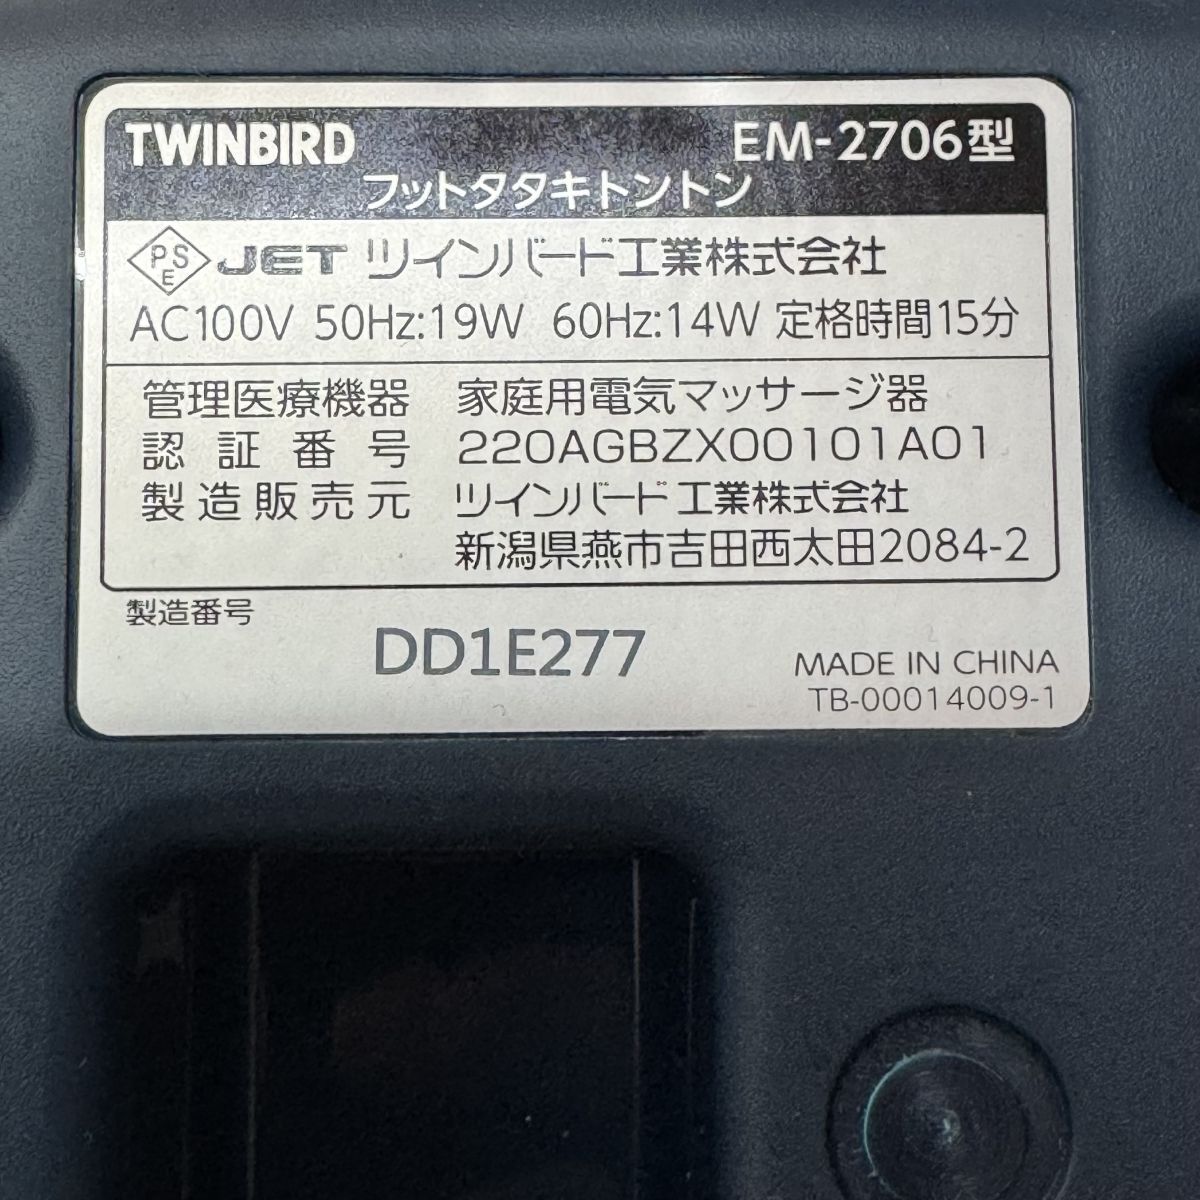 TWINBIRD EM-2706型
フットタタキトントン
PSE JET ツインバード工業株式会社
AC100V 50Hz:19W 60Hz:14W 定格時間15分
管理医療機器 家庭用電気マッサージ器
認証番号 220AGBZX00101A01
製造販売元 ツインバード工業株式会社
新潟県燕市吉田西太田2084-2
製造番号
DD1E277
MADE IN CHINA
TB-00014009-1